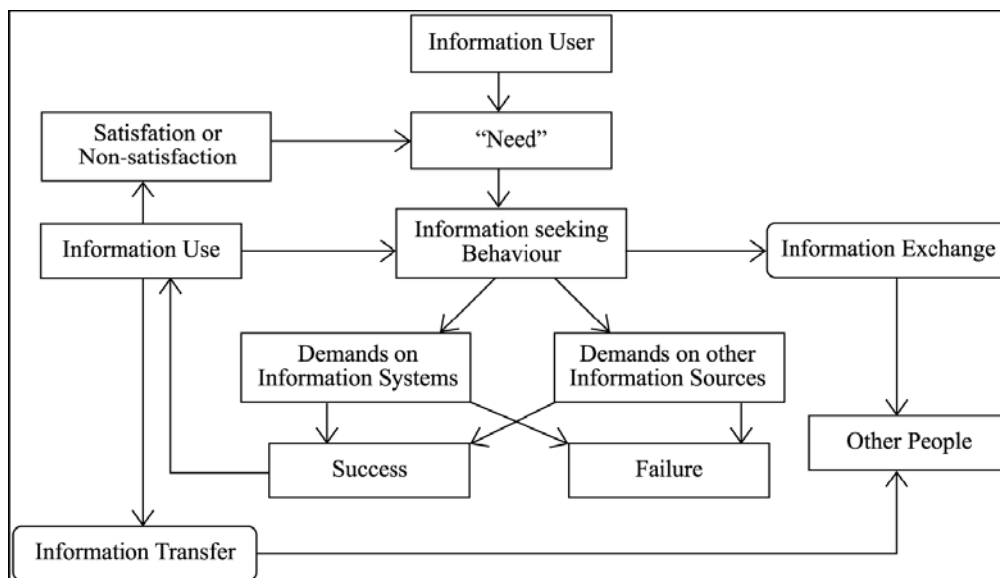 Information User
Satisfation or
Non-satisfaction
“Need”
Information Use
Information seeking
Behaviour
Information Exchange
Demands on
Information Systems
Demands on other
Information Sources
Other People
Success
Failure
Information Transfer